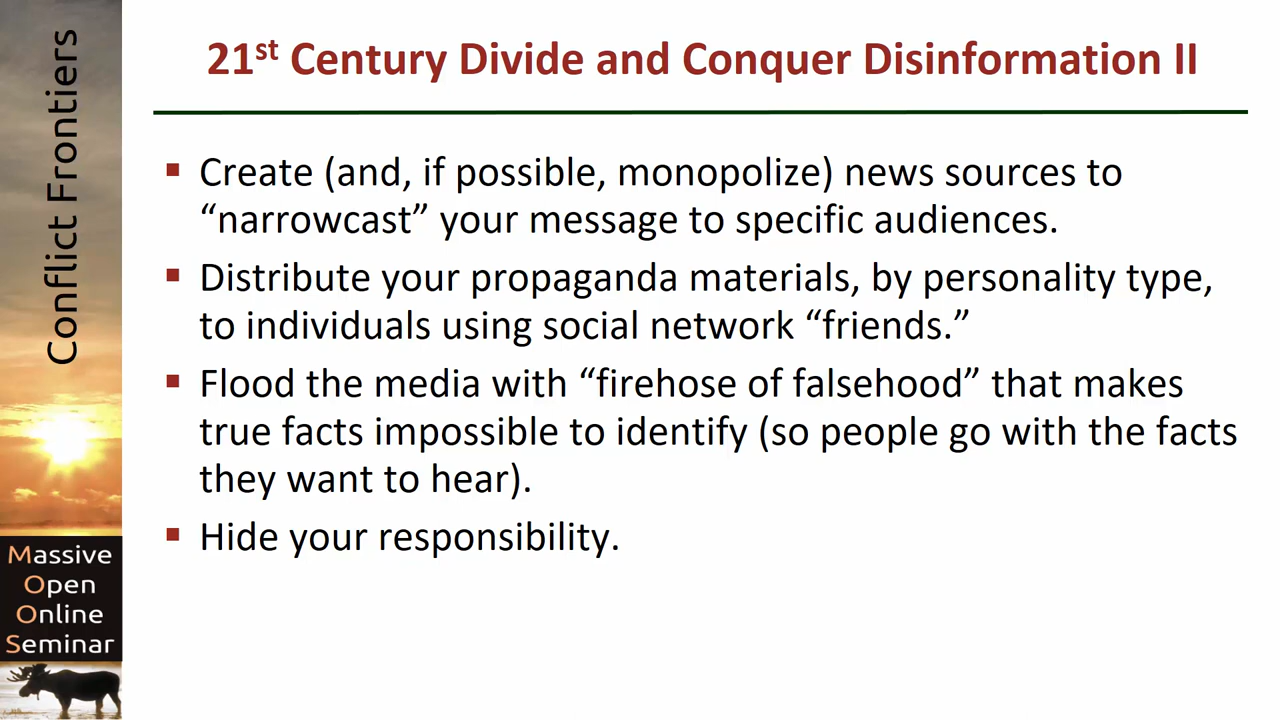 Conflict Frontiers
21st Century Divide and Conquer Disinformation II
▪ Create (and, if possible, monopolize) news sources to
“narrowcast” your message to specific audiences.
▪ Distribute your propaganda materials, by personality type,
to individuals using social network “friends.”
▪ Flood the media with “firehose of falsehood” that makes
true facts impossible to identify (so people go with the facts
they want to hear).
▪ Hide your responsibility.
Massive
Open
Online
Seminar